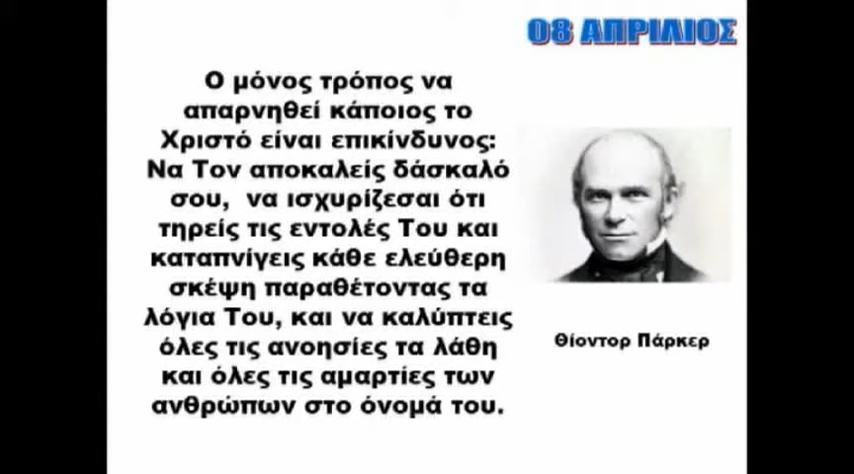 08 ΑΠΡΙΛΙΟΣ
Ο μόνος τρόπος να
απαρνηθεί κάποιος το
Χριστό είναι επικίνδυνος:
Να Τον αποκαλείς δάσκαλό
σου, να ισχυρίζεσαι ότι
τηρείς τις εντολές Του και
καταπνίγεις κάθε ελεύθερη
σκέψη παραθέτοντας τα
λόγια Του, και να καλύπτεις
όλες τις ανοησίες τα λάθη
και όλες τις αμαρτίες των
ανθρώπων στο όνομά του.
Θίοντορ Πάρκερ